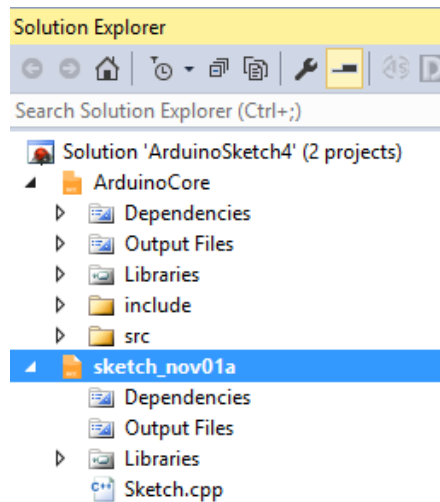 Solution Explorer
Search Solution Explorer (Ctrl+;)
Solution 'ArduinoSketch4' (2 projects)
ArduinoCore
Dependencies
Output Files
Libraries
include
src
sketch_nov01a
Dependencies
Output Files
Libraries
Sketch.cpp